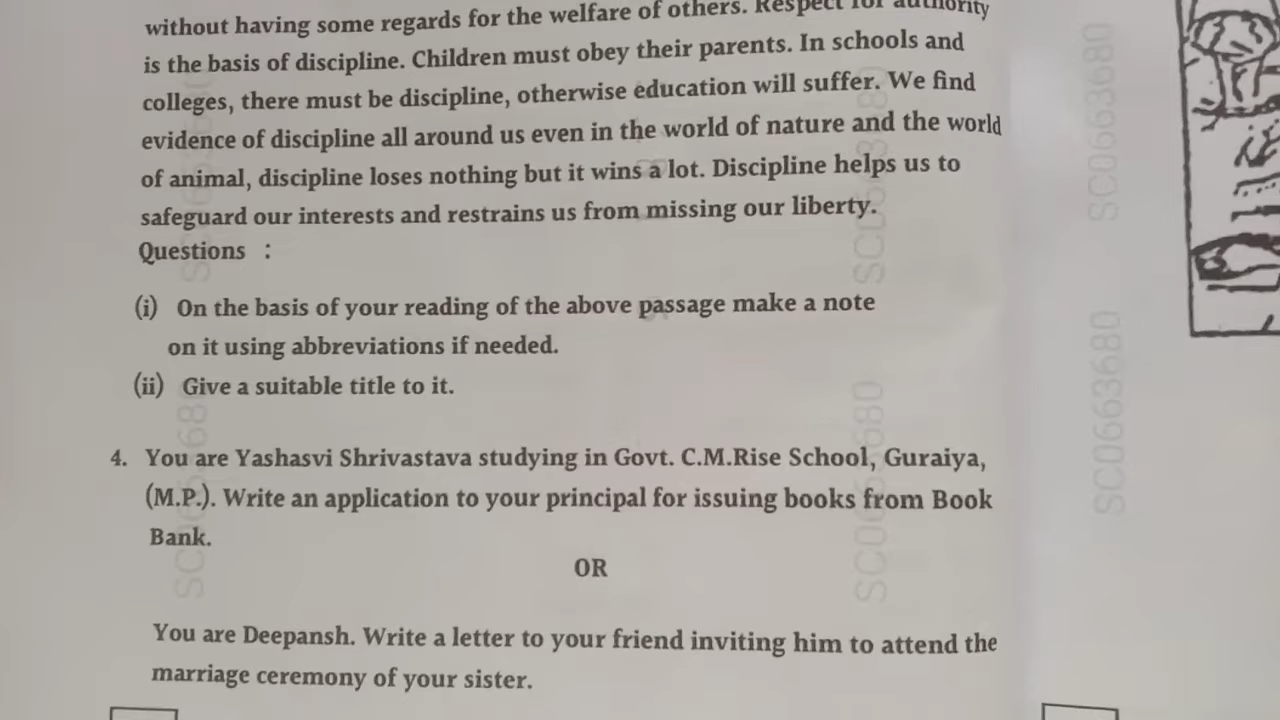 without having some regards for the welfare of others. Respect for authority
is the basis of discipline. Children must obey their parents. In schools and
colleges, there must be discipline, otherwise education will suffer. We find
evidence of discipline all around us even in the world of nature and the world
of animal, discipline loses nothing but it wins a lot. Discipline helps us to
safeguard our interests and restrains us from missing our liberty.
Questions :
(i) On the basis of your reading of the above passage make a note
on it using abbreviations if needed.
(ii) Give a suitable title to it.
4. You are Yashasvi Shrivastava studying in Govt. C.M.Rise School, Guraiya,
(M.P.). Write an application to your principal for issuing books from Book
Bank.
OR
You are Deepansh. Write a letter to your friend inviting him to attend the
marriage ceremony of your sister.
SC0663680
SC0663680
SC0663680
SC0663680
SC0663680
SC0663680